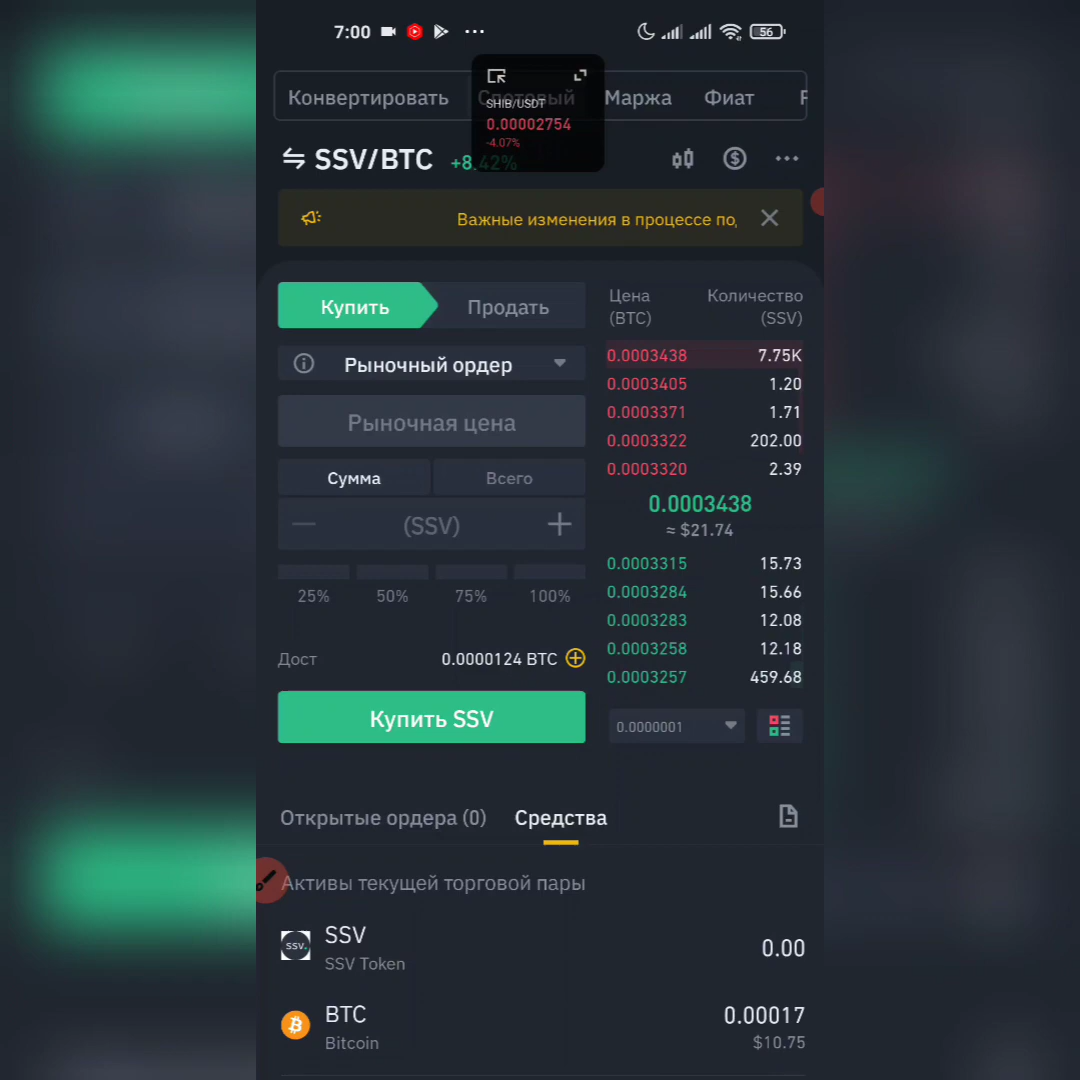 7:00
56
Конвертировать
Спотовый
Маржа
Фиат
SHIB/USDT
0.00002754
-4.07%
SSV/BTC
+8.42%
Важные изменения в процессе по
Купить
Продать
Рыночный ордер
Рыночная цена
Сумма
Всего
(SSV)
25% 50% 75% 100%
Дост
0.0000124 BTC
Купить SSV
Цена
(BTC)
Количество
(SSV)
0.0003438 7.75K
0.0003405 1.20
0.0003371 1.71
0.0003322 202.00
0.0003320 2.39
0.0003438
≈ $21.74
0.0003315 15.73
0.0003284 15.66
0.0003283 12.08
0.0003258 12.18
0.0003257 459.68
0.0000001
Открытые ордера (0)
Средства
Активы текущей торговой пары
ssv.
SSV
SSV Token
0.00
BTC
Bitcoin
0.00017
$10.75